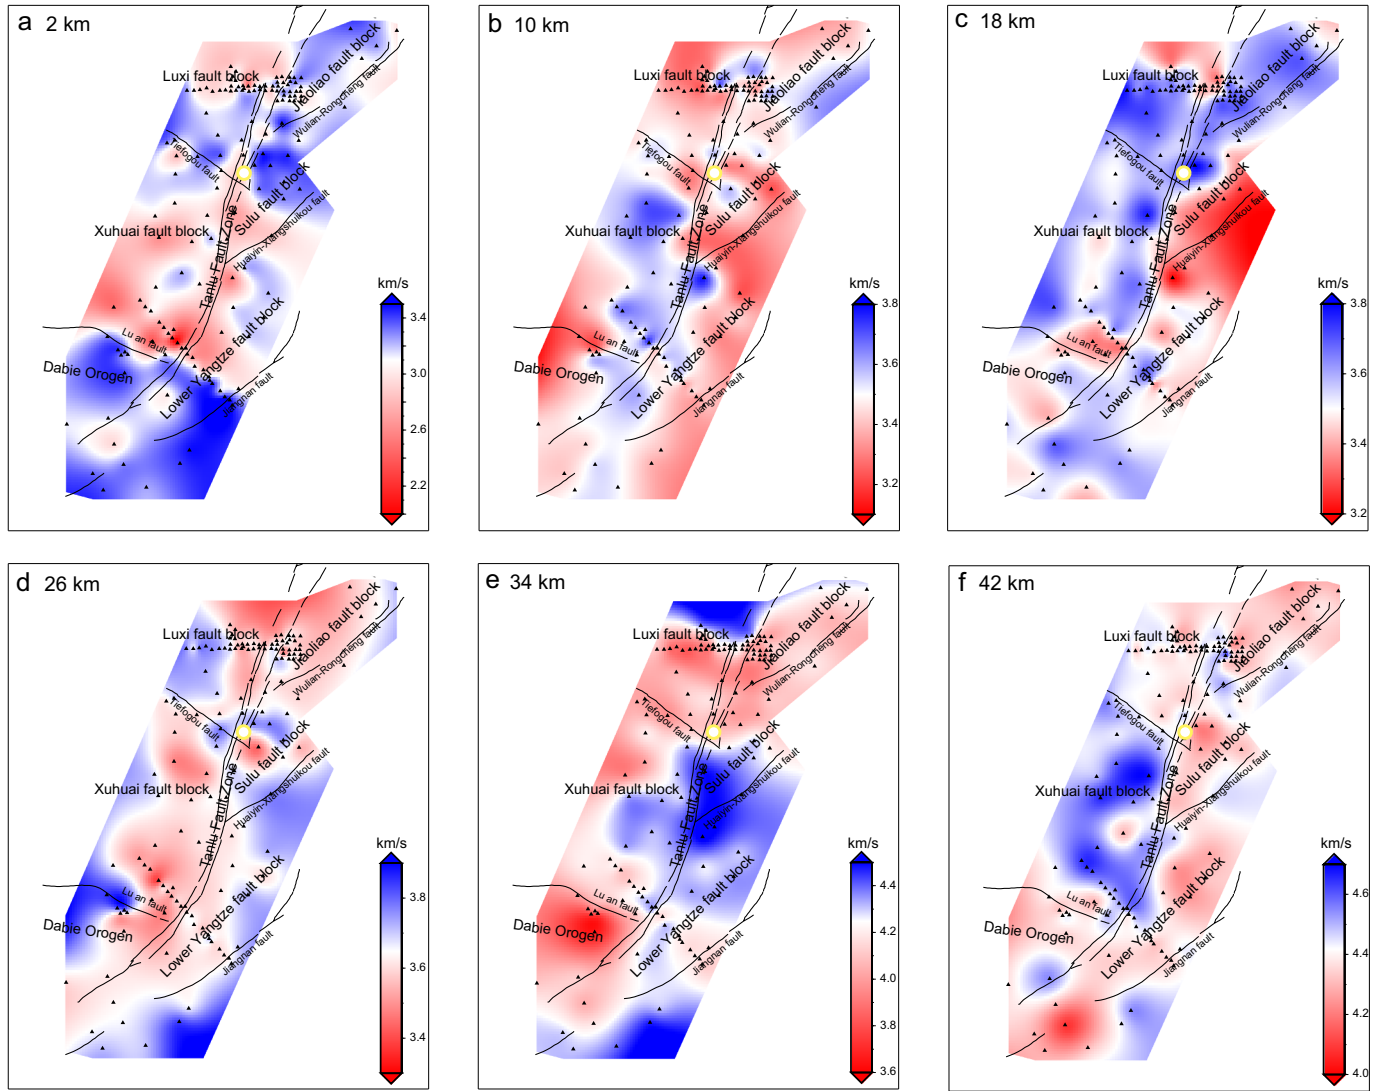 a 2 km
Luxi fault block
Jiaoliao fault block
Wulian-Rongcheng fault
Tiefogou fault
Sulu fault block
Xuhuai fault block
Huaiyin-Xiangshuikou fault
Tanlu Fault Zone
km/s
3.4
3.0
2.6
2.2
Lu an fault
Dabie Orogen
Lower Yangtze fault block
Jiangnan fault
b 10 km
Luxi fault block
Jiaoliao fault block
Wulian-Rongcheng fault
Tiefogou fault
Sulu fault block
Xuhuai fault block
Huaiyin-Xiangshuikou fault
Tanlu Fault Zone
km/s
3.8
3.6
3.4
3.2
Lu an fault
Dabie Orogen
Lower Yangtze fault block
Jiangnan fault
c 18 km
Luxi fault block
Jiaoliao fault block
Wulian-Rongcheng fault
Tiefogou fault
Sulu fault block
Xuhuai fault block
Huaiyin-Xiangshuikou fault
Tanlu Fault Zone
km/s
3.8
3.6
3.4
3.2
Lu an fault
Dabie Orogen
Lower Yangtze fault block
Jiangnan fault
d 26 km
Luxi fault block
Jiaoliao fault block
Wulian-Rongcheng fault
Tiefogou fault
Sulu fault block
Xuhuai fault block
Huaiyin-Xiangshuikou fault
Tanlu Fault Zone
km/s
3.8
3.6
3.4
Lu an fault
Dabie Orogen
Lower Yangtze fault block
Jiangnan fault
e 34 km
Luxi fault block
Jiaoliao fault block
Wulian-Rongcheng fault
Tiefogou fault
Sulu fault block
Xuhuai fault block
Huaiyin-Xiangshuikou fault
Tanlu Fault Zone
km/s
4.4
4.2
4.0
3.8
3.6
Lu an fault
Dabie Orogen
Lower Yangtze fault block
Jiangnan fault
f 42 km
Luxi fault block
Jiaoliao fault block
Wulian-Rongcheng fault
Tiefogou fault
Sulu fault block
Xuhuai fault block
Huaiyin-Xiangshuikou fault
Tanlu Fault Zone
km/s
4.6
4.4
4.2
4.0
Lu an fault
Dabie Orogen
Lower Yangtze fault block
Jiangnan fault